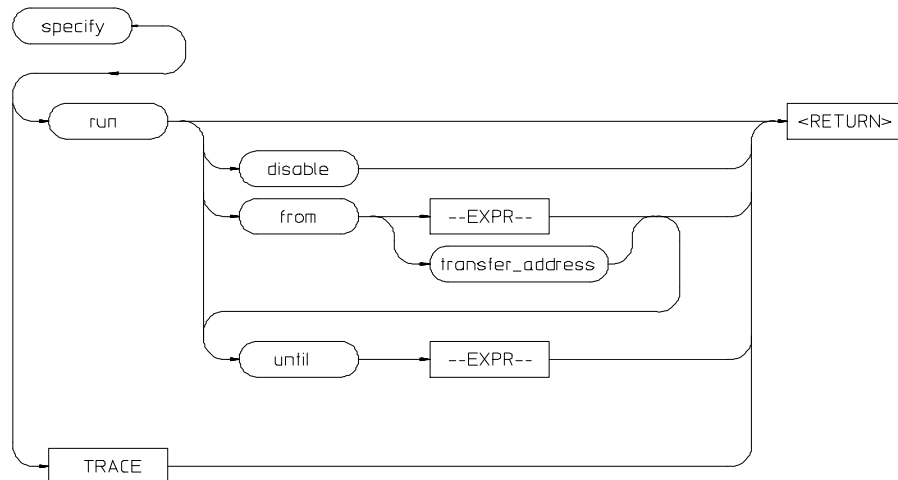 specify
run
<RETURN>
disable
from
--EXPR--
transfer_address
until
--EXPR--
TRACE